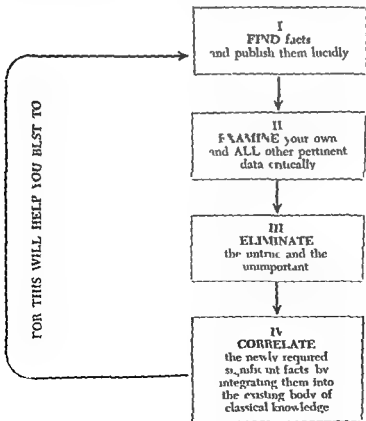 I
FIND facts
and publish them lucidly
II
EXAMINE your own
and ALL other pertinent
data critically
III
ELIMINATE
the untrue and the
unimportant
IV
CORRELATE
the newly required
significant facts by
integrating them into
the existing body of
classical knowledge
FOR THIS WILL HELP YOU BEST TO